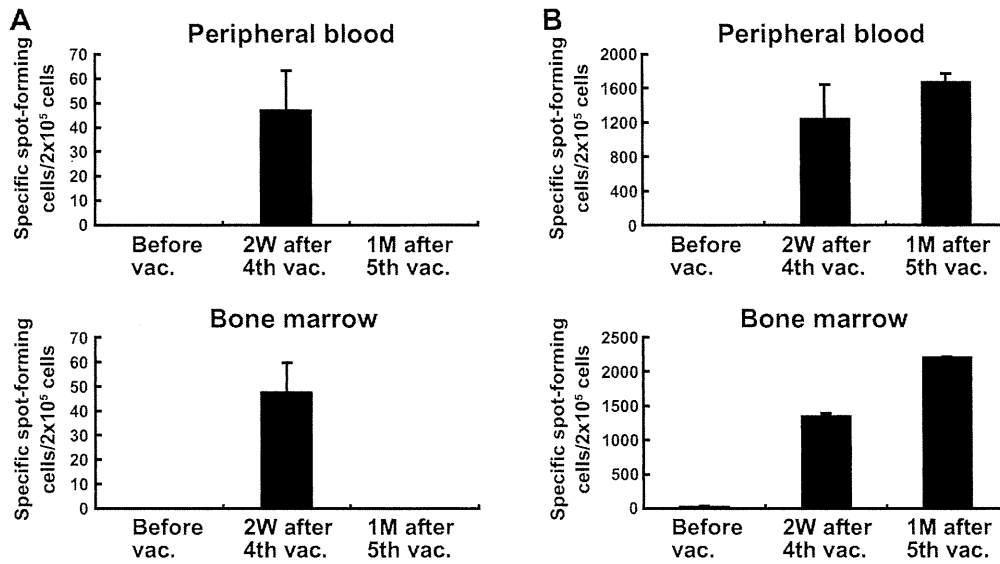 A
Peripheral blood
Specific spot-forming
cells/2x10⁵ cells
70
60
50
40
30
20
10
0
Before
vac.
2W after
4th vac.
1M after
5th vac.
Bone marrow
Specific spot-forming
cells/2x10⁵ cells
70
60
50
40
30
20
10
0
Before
vac.
2W after
4th vac.
1M after
5th vac.
B
Peripheral blood
Specific spot-forming
cells/2x10⁵ cells
2000
1600
1200
800
400
0
Before
vac.
2W after
4th vac.
1M after
5th vac.
Bone marrow
Specific spot-forming
cells/2x10⁵ cells
2500
2000
1500
1000
500
0
Before
vac.
2W after
4th vac.
1M after
5th vac.